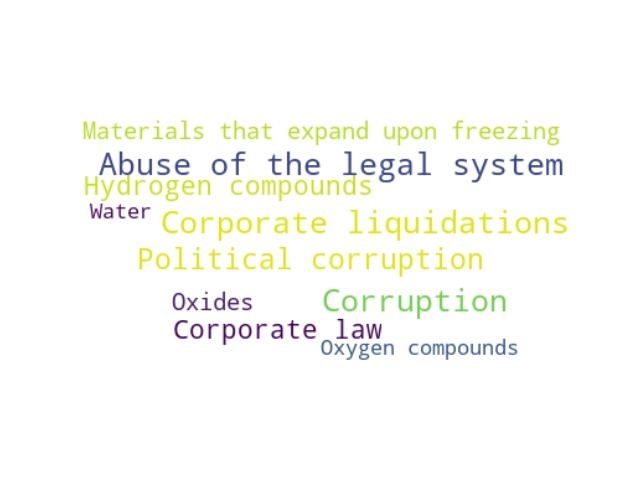 Materials that expand upon freezing
Abuse of the legal system
Hydrogen compounds
Water
Corporate liquidations
Political corruption
Oxides
Corruption
Corporate law
Oxygen compounds